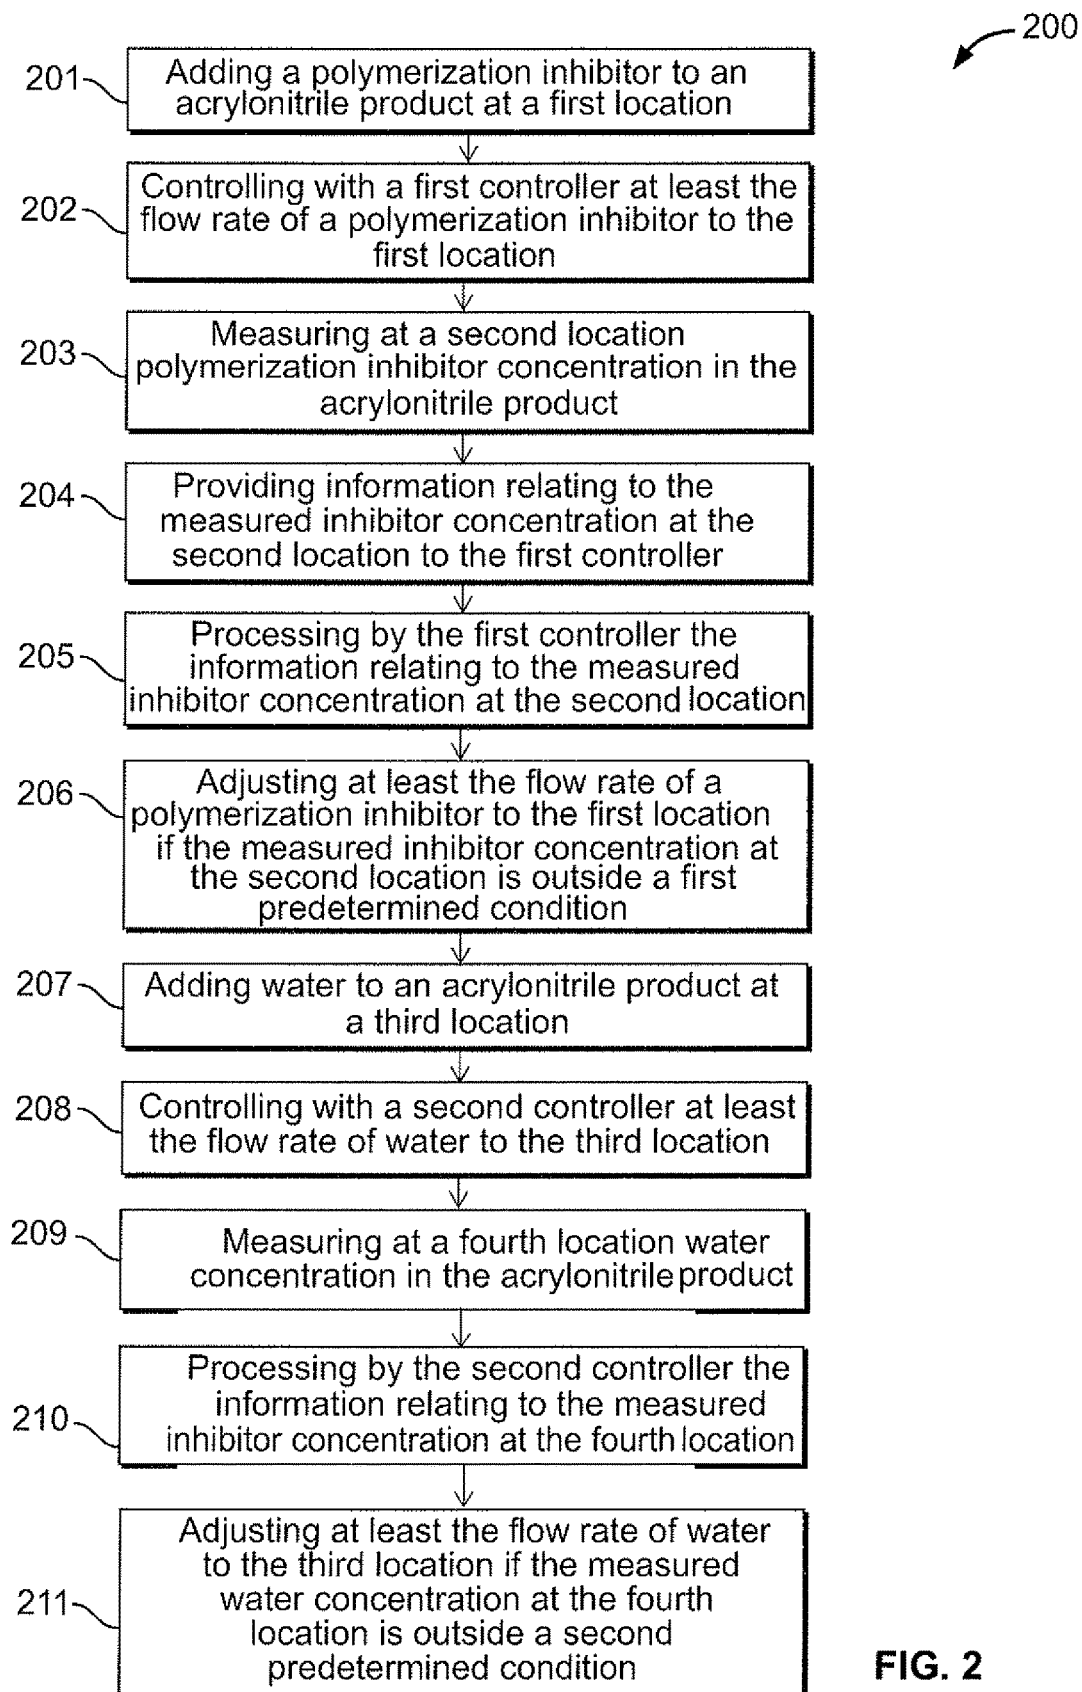 200
201
Adding a polymerization inhibitor to an
acrylonitrile product at a first location
202
Controlling with a first controller at least the
flow rate of a polymerization inhibitor to the
first location
203
Measuring at a second location
polymerization inhibitor concentration in the
acrylonitrile product
204
Providing information relating to the
measured inhibitor concentration at the
second location to the first controller
205
Processing by the first controller the
information relating to the measured
inhibitor concentration at the second location
206
Adjusting at least the flow rate of a
polymerization inhibitor to the first location
if the measured inhibitor concentration at
the second location is outside a first
predetermined condition
207
Adding water to an acrylonitrile product at
a third location
208
Controlling with a second controller at least
the flow rate of water to the third location
209
Measuring at a fourth location water
concentration in the acrylonitrile product
210
Processing by the second controller the
information relating to the measured
inhibitor concentration at the fourth location
211
Adjusting at least the flow rate of water
to the third location if the measured
water concentration at the fourth
location is outside a second
predetermined condition
FIG. 2